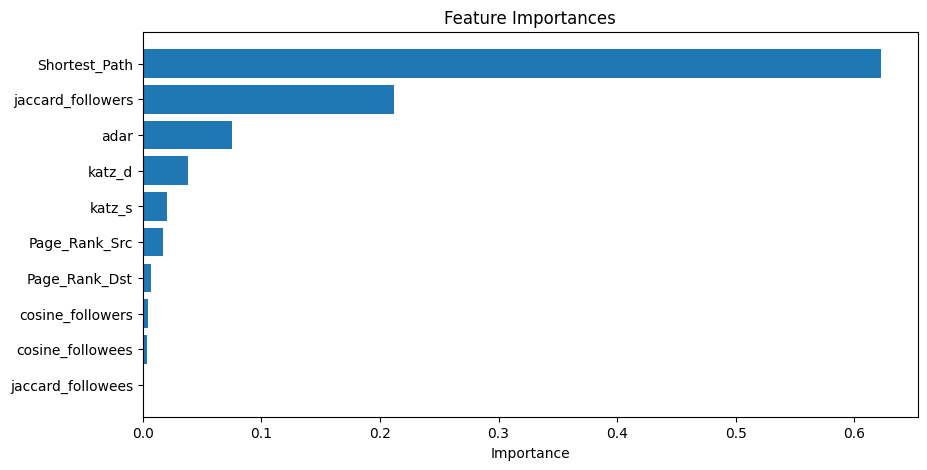 Feature Importances
Shortest_Path
jaccard_followers
adar
katz_d
katz_s
Page_Rank_Src
Page_Rank_Dst
cosine_followers
cosine_followees
jaccard_followees
0.0 0.1 0.2 0.3 0.4 0.5 0.6
Importance